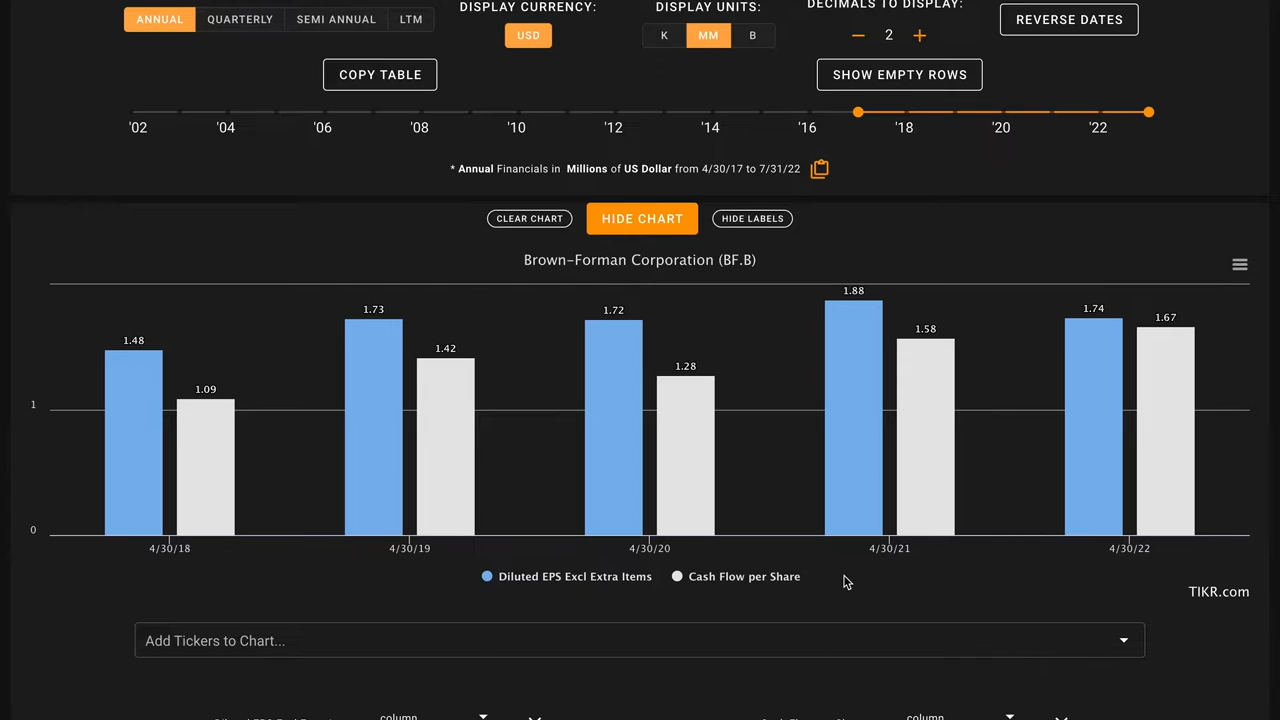 DISPLAY CURRENCY: DISPLAY UNITS: DECIMALS TO DISPLAY:
ANNUAL QUARTERLY SEMI ANNUAL LTM USD K MM B 2 REVERSE DATES
COPY TABLE SHOW EMPTY ROWS
'02 '04 '06 '08 '10 '12 '14 '16 '18 '20 '22
* Annual Financials in Millions of US Dollar from 4/30/17 to 7/31/22
CLEAR CHART HIDE CHART HIDE LABELS
Brown-Forman Corporation (BF.B)
1.48 1.09 1.73 1.42 1.72 1.28 1.88 1.58 1.74 1.67
1
0
4/30/18 4/30/19 4/30/20 4/30/21 4/30/22
Diluted EPS Excl Extra Items Cash Flow per Share
TIKR.com
Add Tickers to Chart...
column column